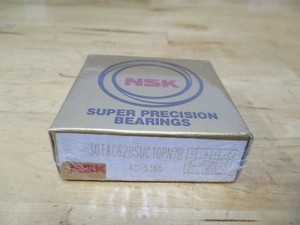 NSK
SUPER PRECISION
BEARINGS
30TAC62BSUC10PN7B
NSK